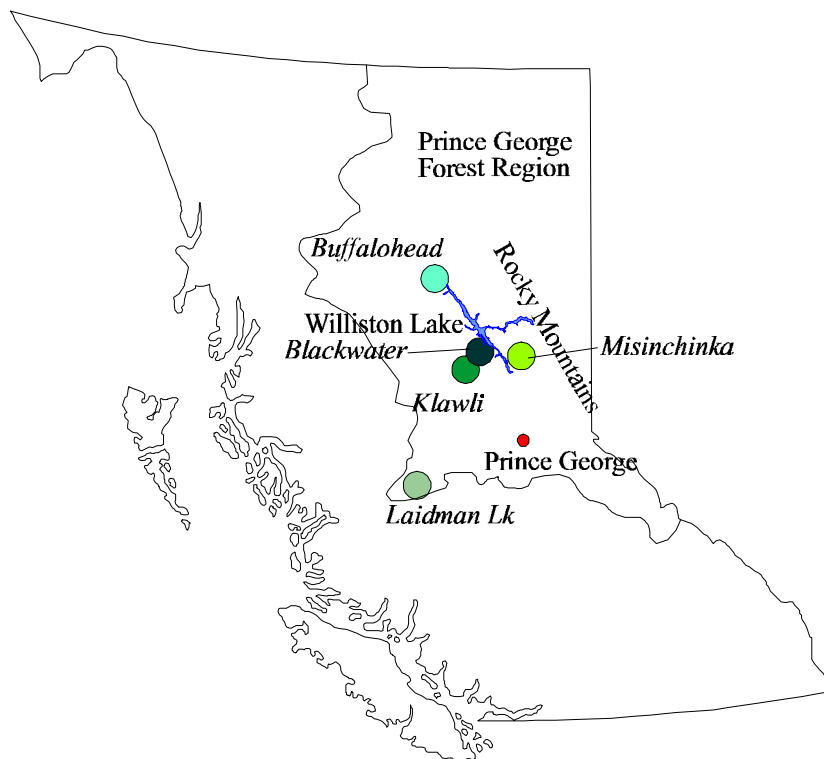 Prince George
Forest Region
Buffalohead
Rocky Mountains
Williston Lake
Blackwater
Misinchinka
Klawli
Prince George
Laidman Lk